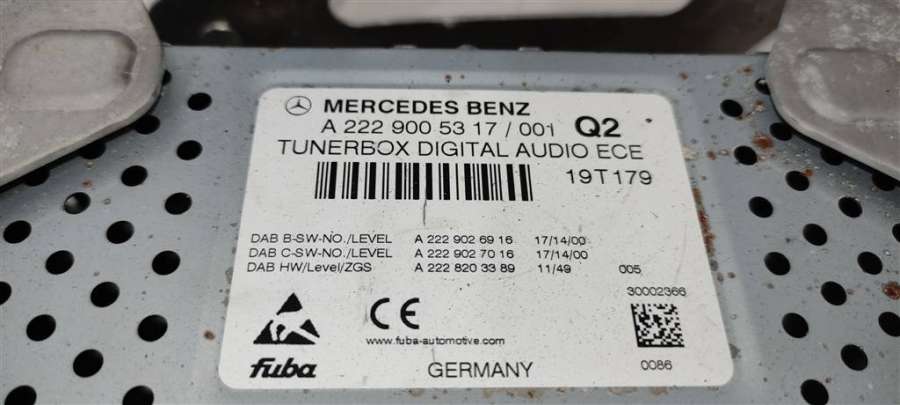 MERCEDES BENZ
A 222 900 53 17 / 001 Q2
TUNERBOX DIGITAL AUDIO ECE
19T179
DAB B-SW-NO./LEVEL A 222 902 69 16 17/14/00
DAB C-SW-NO./LEVEL A 222 902 70 16 17/14/00
DAB HW/Level/ZGS A 222 820 33 89 11/49 005
30002366
CE
www.fuba-automotive.com
fuba GERMANY 0086